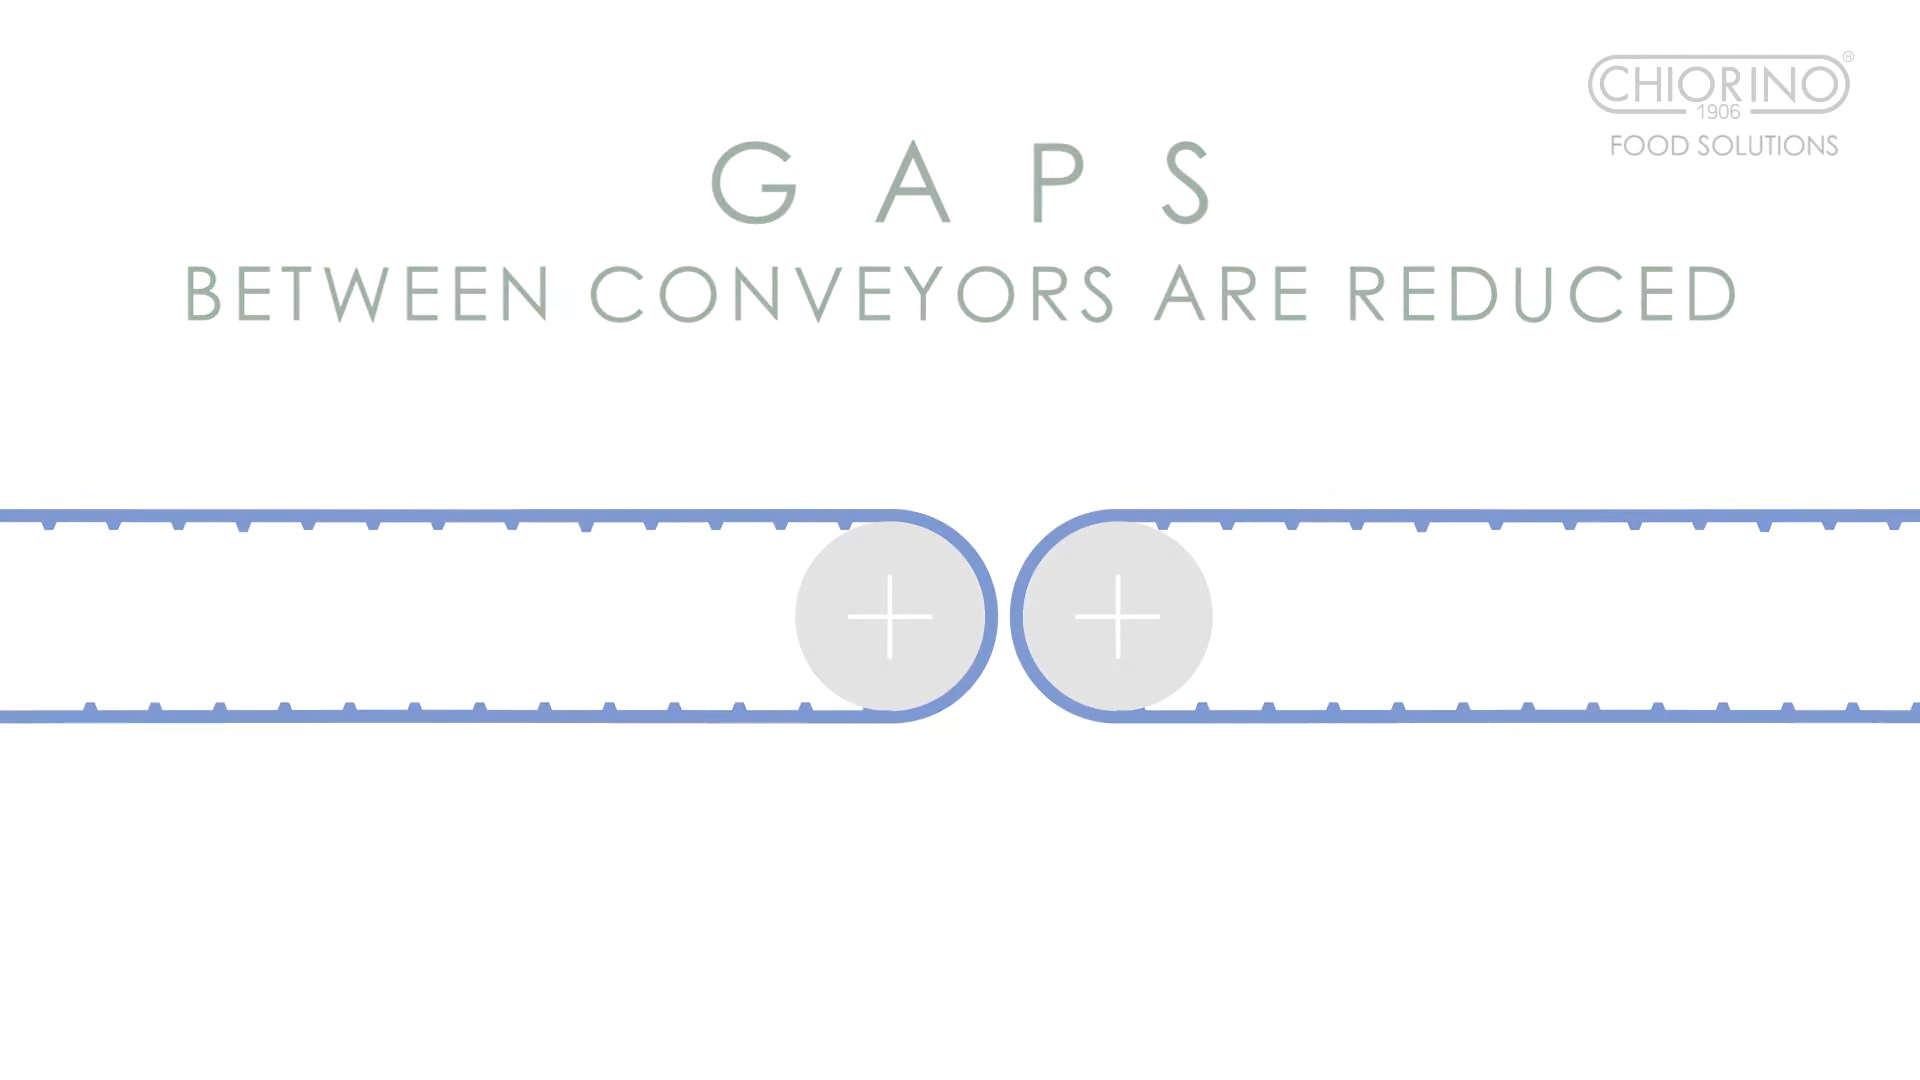 CHIORINO®
1906
FOOD SOLUTIONS
GAPS
BETWEEN CONVEYORS ARE REDUCED